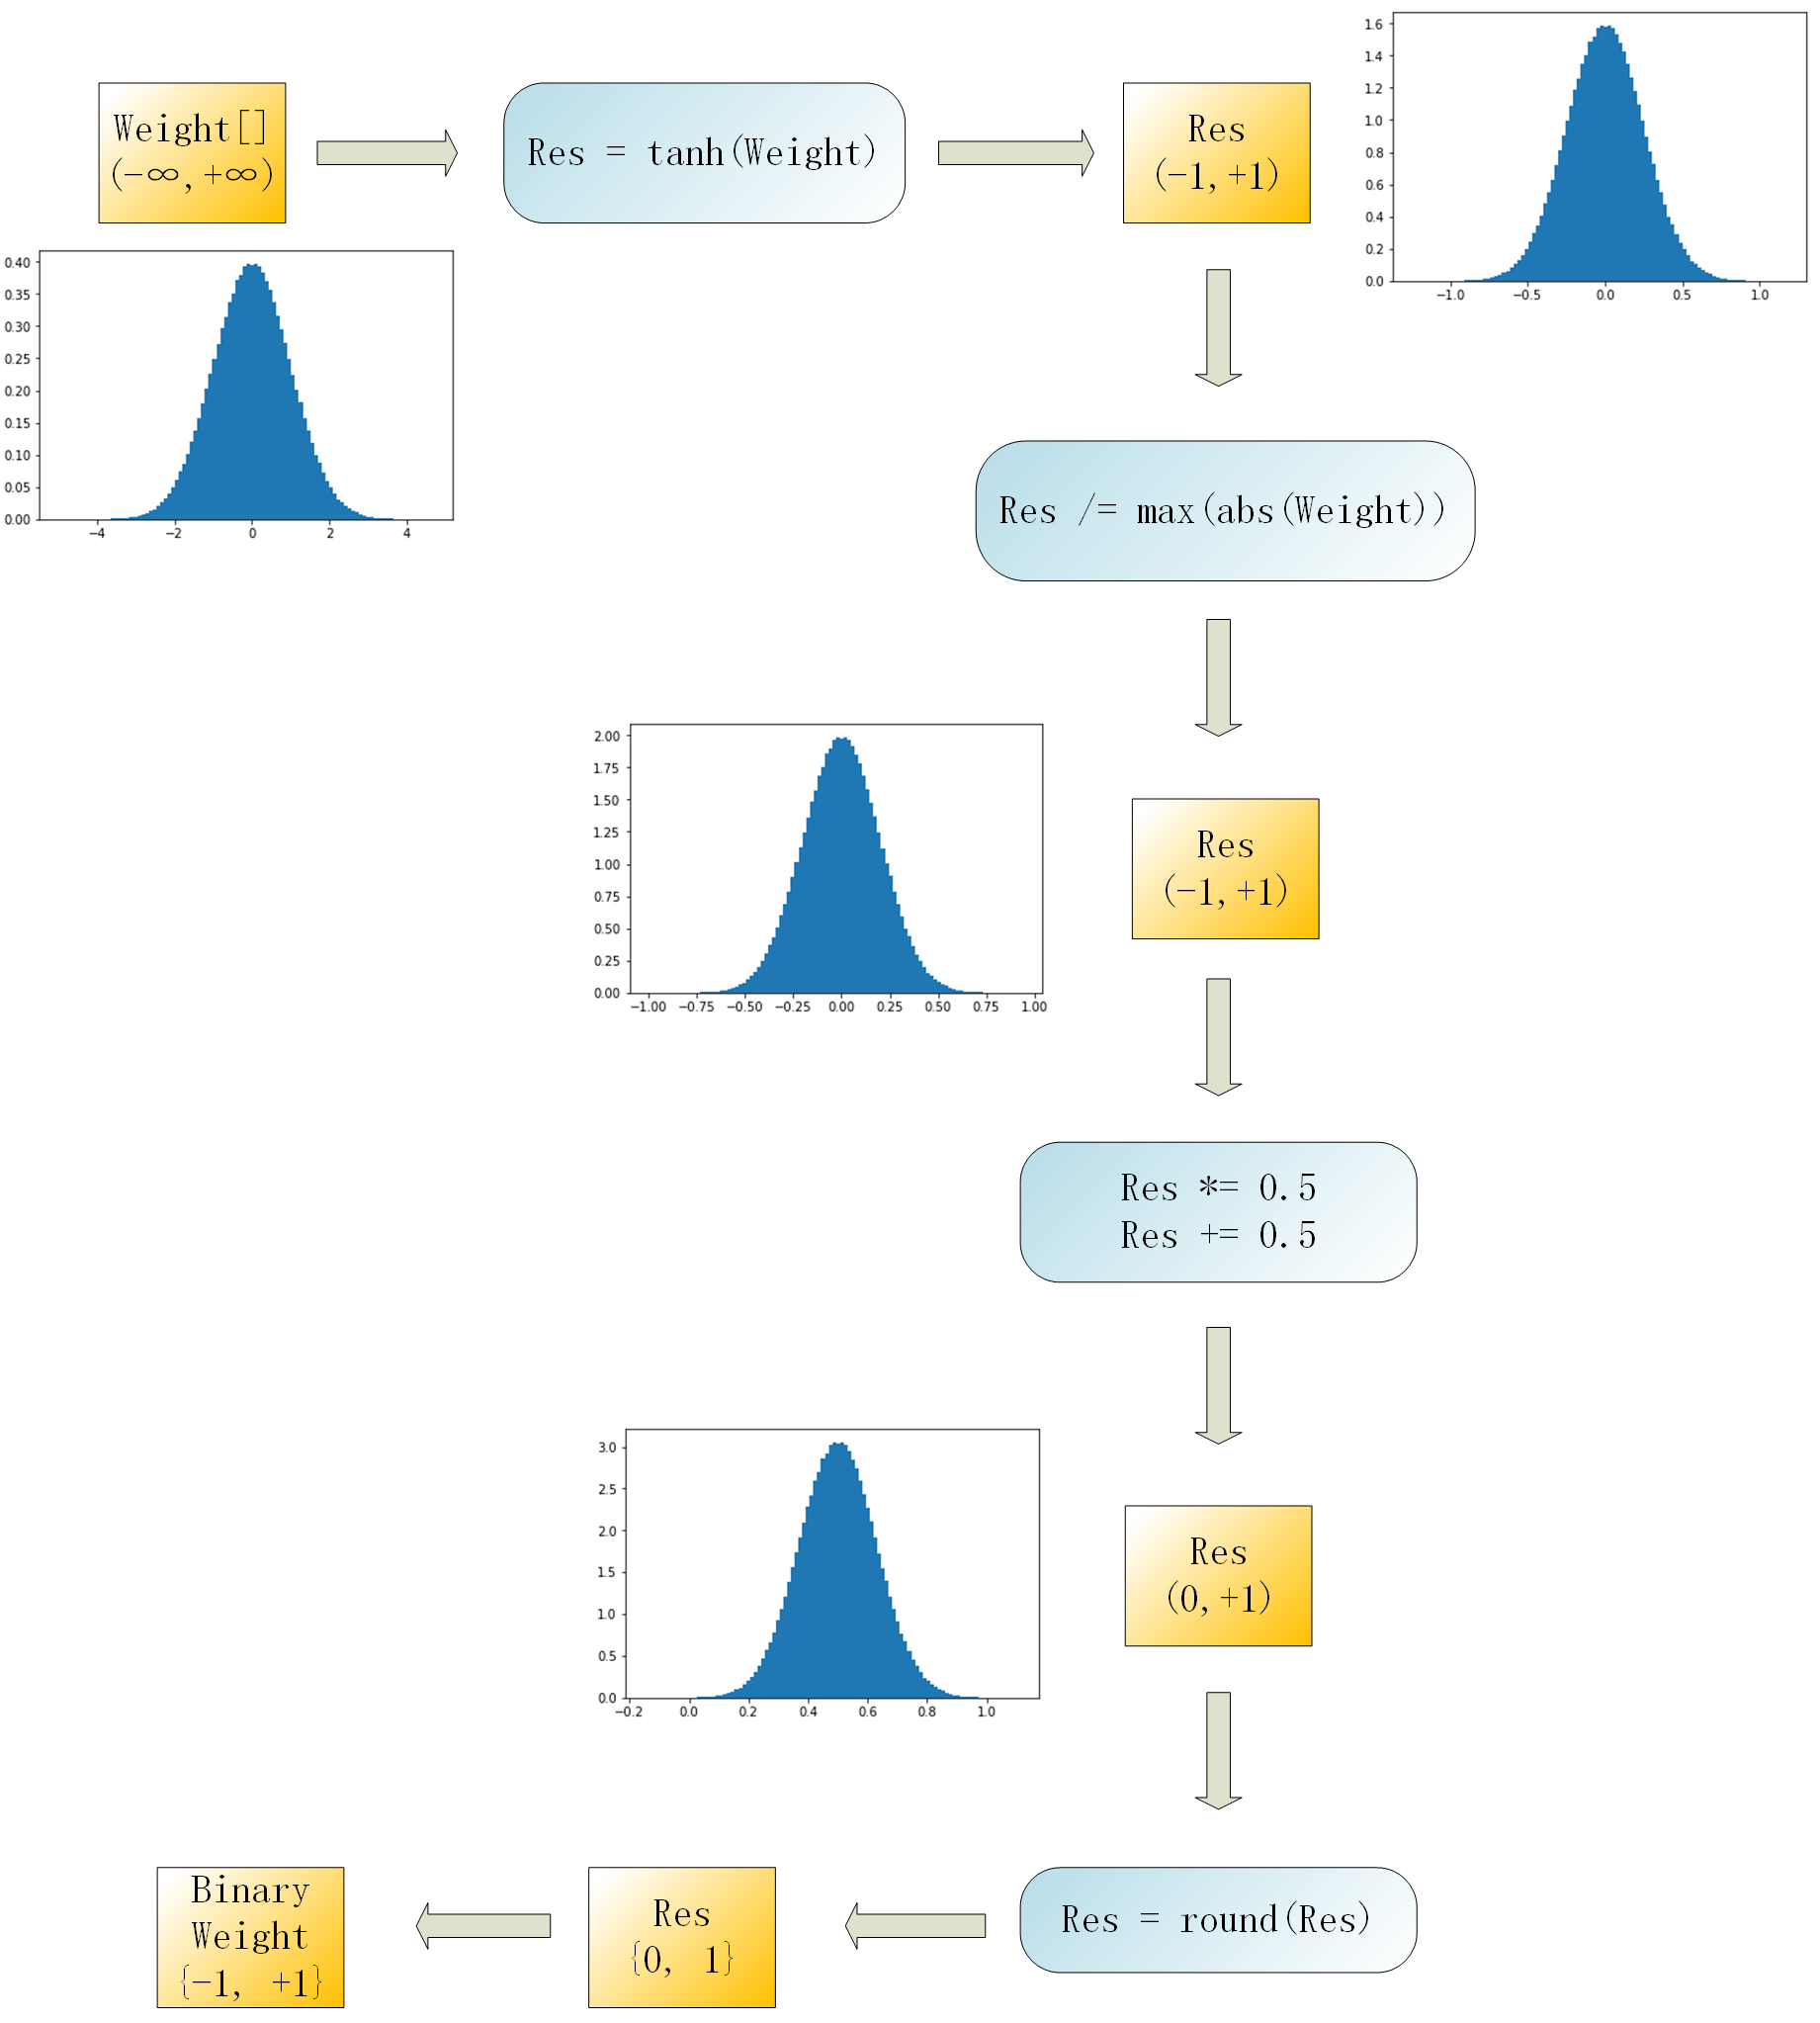 Weight[]
(-∞,+∞)
Res = tanh(Weight)
Res
(-1,+1)
1.6
1.4
1.2
1.0
0.8
0.6
0.4
0.2
0.0
-1.0 -0.5 0.0 0.5 1.0
0.40
0.35
0.30
0.25
0.20
0.15
0.10
0.05
0.00
-4 -2 0 2 4
Res /= max(abs(Weight))
2.00
1.75
1.50
1.25
1.00
0.75
0.50
0.25
0.00
-1.00 -0.75 -0.50 -0.25 0.00 0.25 0.50 0.75 1.00
Res
(-1,+1)
Res *= 0.5
Res += 0.5
3.0
2.5
2.0
1.5
1.0
0.5
0.0
-0.2 0.0 0.2 0.4 0.6 0.8 1.0
Res
(0,+1)
Res = round(Res)
Res
{0, 1}
Binary
Weight
{-1, +1}